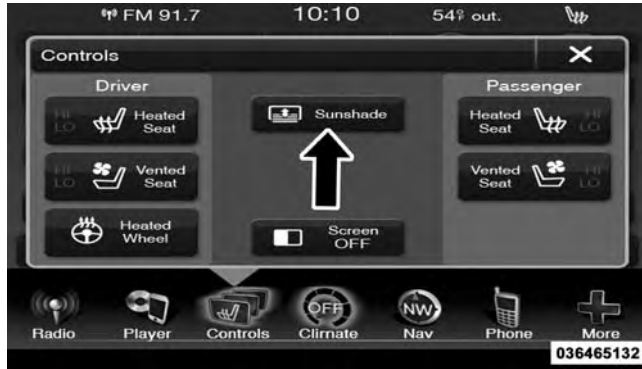 FM 91.7 10:10 54° out.
Controls
Driver Passenger
HI LO Heated Seat
Sunshade
Heated Seat HI LO
HI LO Vented Seat
Vented Seat HI LO
Heated Wheel
Screen OFF
OFF NW
Radio Player Controls Climate Nav Phone More
036465132